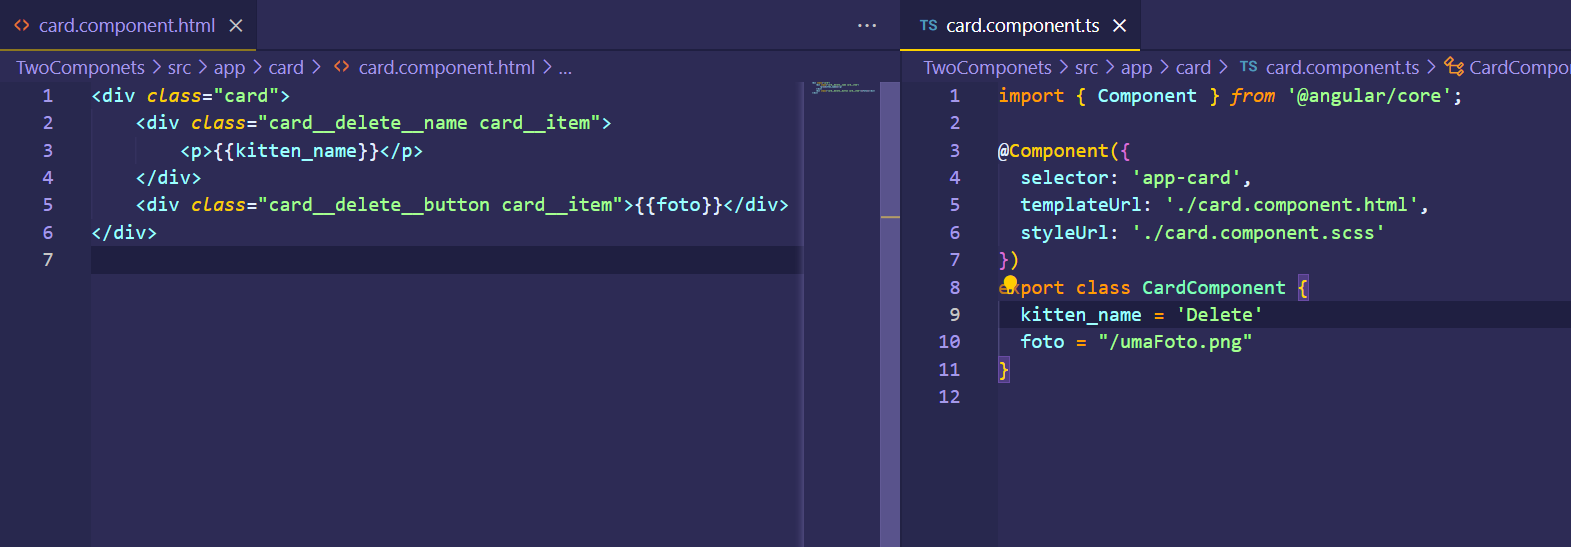 card.component.html
TwoComponets > src > app > card > <> card.component.html > ...
1 <div class="card">
2     <div class="card__delete__name card__item">
3         <p>{{kitten_name}}</p>
4     </div>
5     <div class="card__delete__button card__item">{{foto}}</div>
6 </div>
7
TS card.component.ts
TwoComponets > src > app > card > TS card.component.ts > CardCompo
1 import { Component } from '@angular/core';
2
3 @Component({
4   selector: 'app-card',
5   templateUrl: './card.component.html',
6   styleUrl: './card.component.scss'
7 })
8 export class CardComponent {
9   kitten_name = 'Delete'
10   foto = "/umaFoto.png"
11 }
12